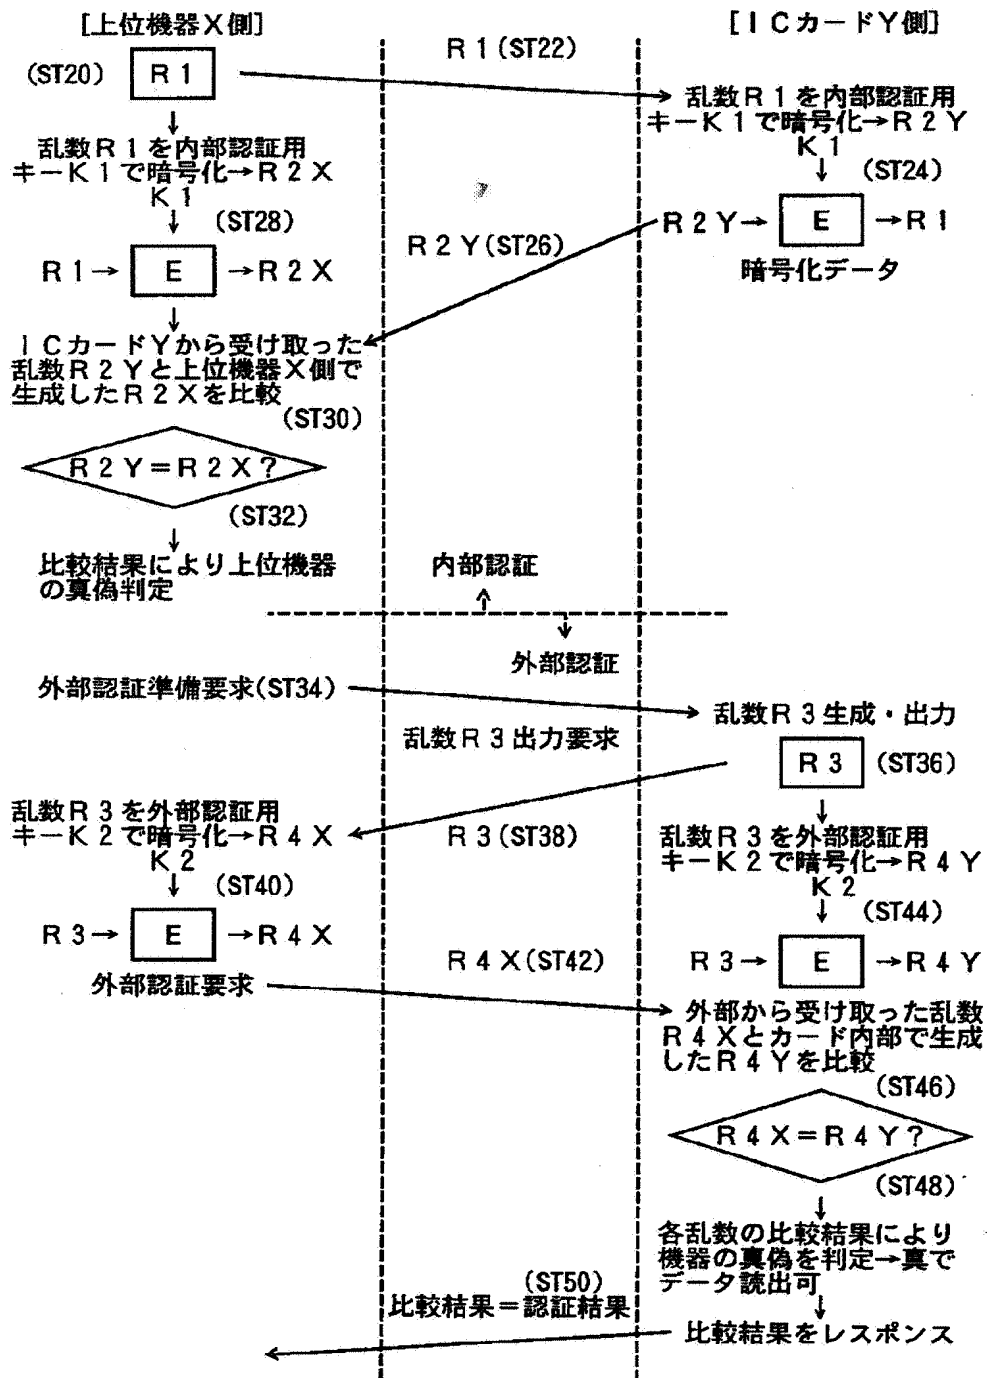 [上位機器X側]
[ICカードY側]
R1(ST22)
(ST20)
R1
乱数R1を内部認証用
キーK1で暗号化→R2Y
K1
(ST24)
乱数R1を内部認証用
キーK1で暗号化→R2X
K1
(ST28)
R2Y→
E
→R1
R2Y(ST26)
暗号化データ
R1→
E
→R2X
ICカードYから受け取った
乱数R2Yと上位機器X側で
生成したR2Xを比較
(ST30)
R2Y=R2X?
(ST32)
比較結果により上位機器
の真偽判定
内部認証
外部認証
外部認証準備要求(ST34)
乱数R3生成・出力
乱数R3出力要求
R3
(ST36)
乱数R3を外部認証用
キーK2で暗号化→R4X
K2
(ST40)
R3(ST38)
乱数R3を外部認証用
キーK2で暗号化→R4Y
K2
(ST44)
R3→
E
→R4X
外部認証要求
R4X(ST42)
R3→
E
→R4Y
外部から受け取った乱数
R4Xとカード内部で生成
したR4Yを比較
(ST46)
R4X=R4Y?
(ST48)
各乱数の比較結果により
機器の真偽を判定→真で
データ読出可
(ST50)
比較結果=認証結果
比較結果をレスポンス